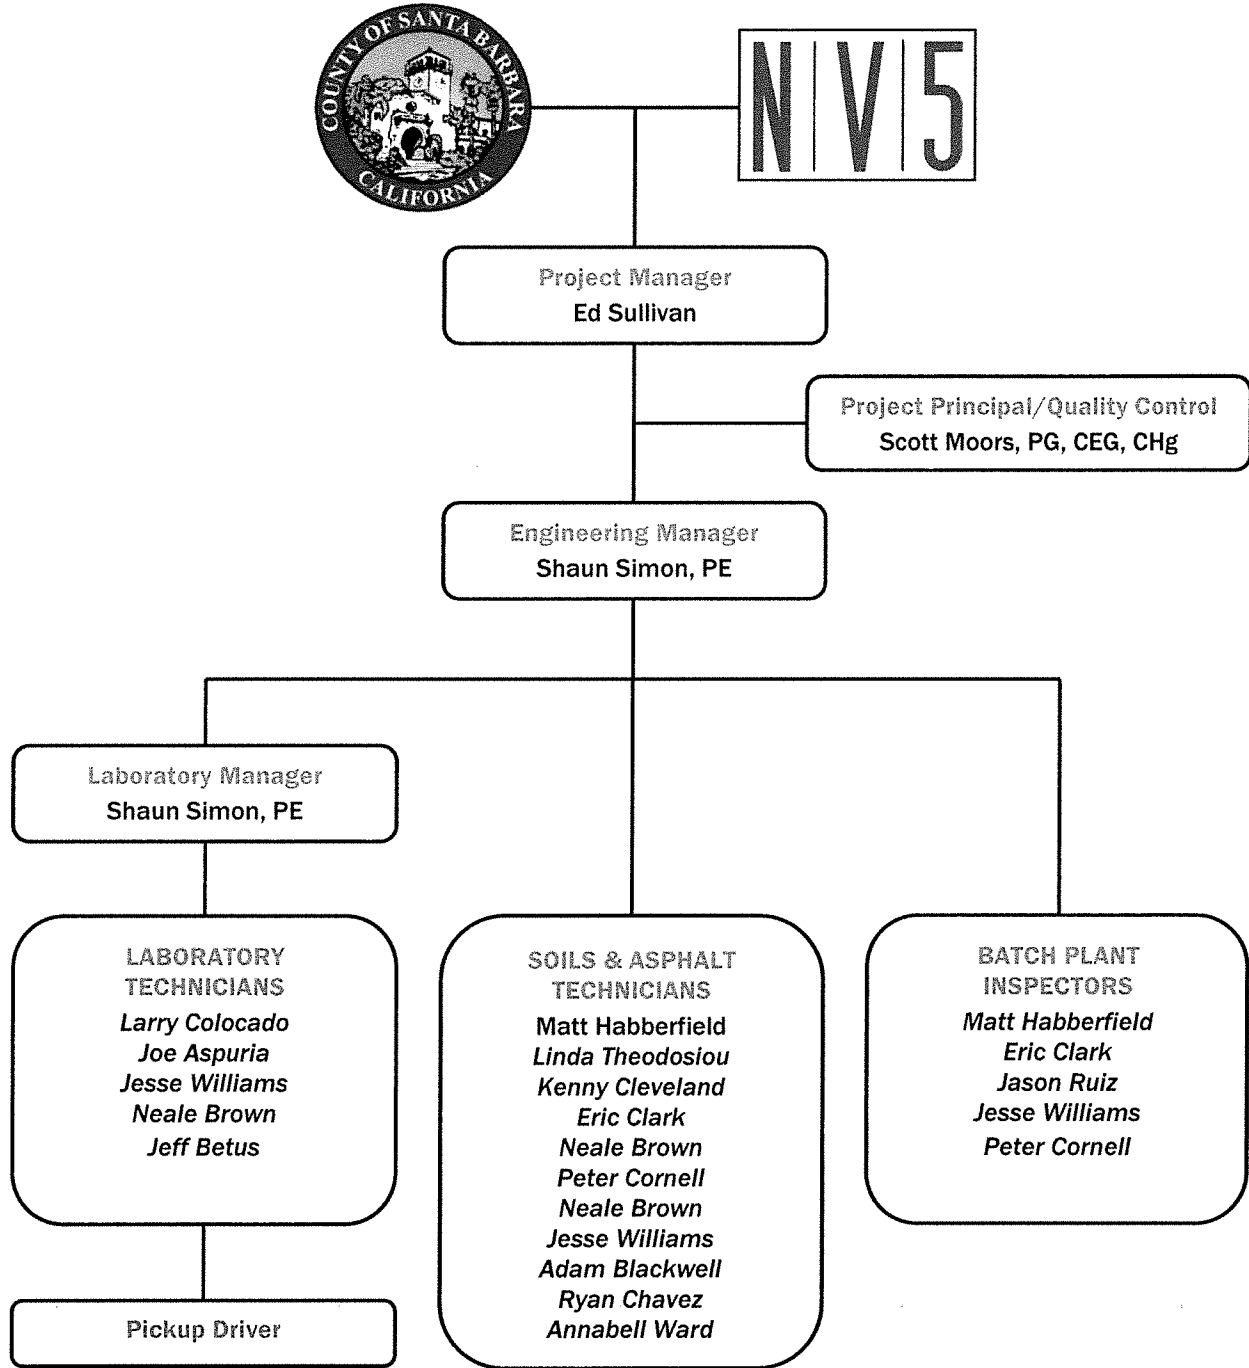 COUNTY OF SANTA BARBARA
CALIFORNIA
NV5
Project Manager
Ed Sullivan
Project Principal/Quality Control
Scott Moors, PG, CEG, CHg
Engineering Manager
Shaun Simon, PE
Laboratory Manager
Shaun Simon, PE
LABORATORY
TECHNICIANS
Larry Colocado
Joe Aspuria
Jesse Williams
Neale Brown
Jeff Betus
Pickup Driver
SOILS & ASPHALT
TECHNICIANS
Matt Habberfield
Linda Theodosiou
Kenny Cleveland
Eric Clark
Neale Brown
Peter Cornell
Neale Brown
Jesse Williams
Adam Blackwell
Ryan Chavez
Annabell Ward
BATCH PLANT
INSPECTORS
Matt Habberfield
Eric Clark
Jason Ruiz
Jesse Williams
Peter Cornell